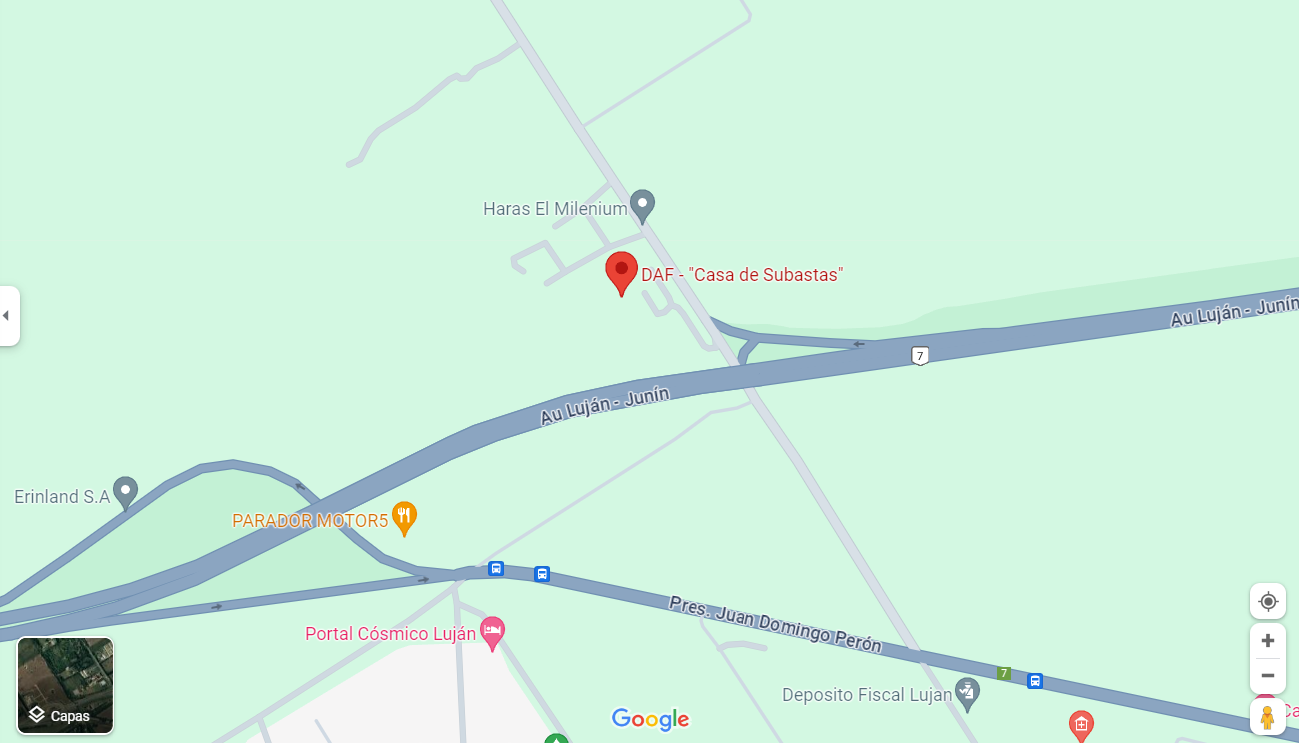 Haras El Milenium
DAF - "Casa de Subastas"
Au Luján - Junín
7
Au Luján - Junín
Erinland S.A
PARADOR MOTOR5
Pres. Juan Domingo Perón
Portal Cósmico Luján
7
Deposito Fiscal Lujan
Ca
Capas
Google